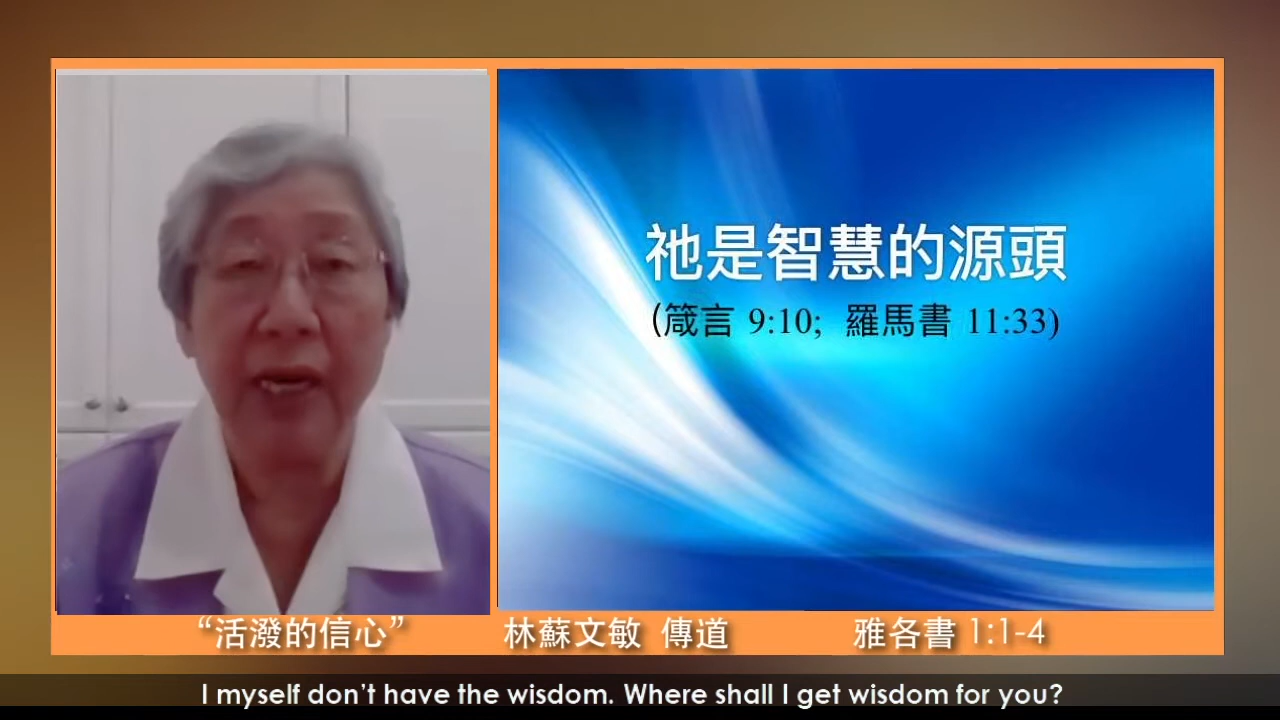 祂是智慧的源頭
(箴言 9:10; 羅馬書 11:33)
“活潑的信心” 林蘇文敏 傳道 雅各書 1:1-4
I myself don't have the wisdom. Where shall I get wisdom for you?